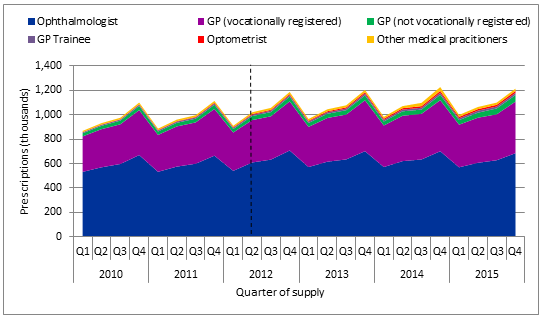 Ophthalmologist GP (vocationally registered) GP (not vocationally registered)
GP Trainee Optometrist Other medical pracitioners
Prescriptions (thousands)
1,400
1,200
1,000
800
600
400
200
0
Q1 Q2 Q3 Q4 Q1 Q2 Q3 Q4 Q1 Q2 Q3 Q4 Q1 Q2 Q3 Q4 Q1 Q2 Q3 Q4 Q1 Q2 Q3 Q4
2010 2011 2012 2013 2014 2015
Quarter of supply